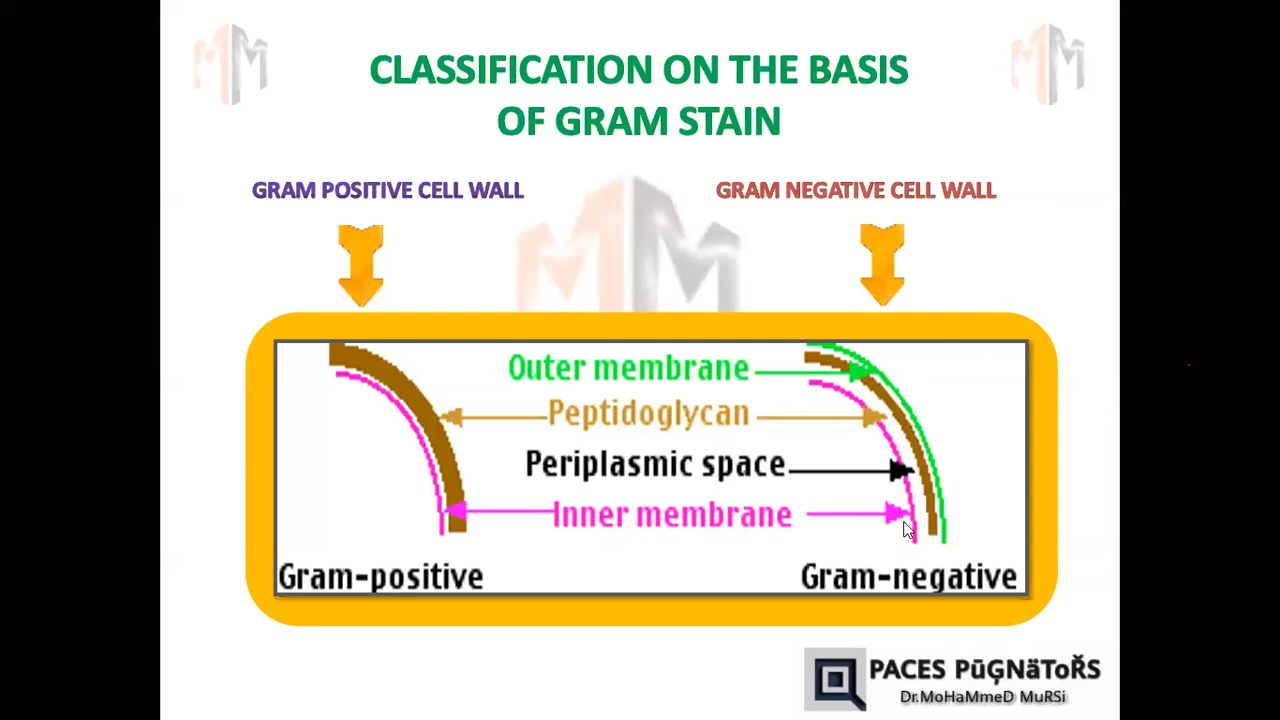 CLASSIFICATION ON THE BASIS
OF GRAM STAIN
GRAM POSITIVE CELL WALL
GRAM NEGATIVE CELL WALL
Outer membrane
Peptidoglycan
Periplasmic space
Inner membrane
Gram-positive
Gram-negative
PACES PūĢNäToŘS
Dr.MoHaMmeD MuRSi